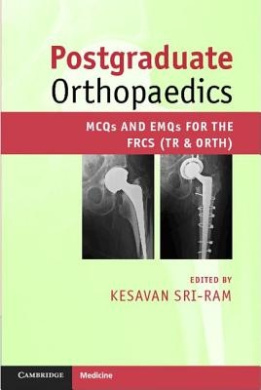 Postgraduate
Orthopaedics
MCQs AND EMQs FOR THE
FRCS (TR & ORTH)
EDITED BY
KESAVAN SRI-RAM
CAMBRIDGE
Medicine